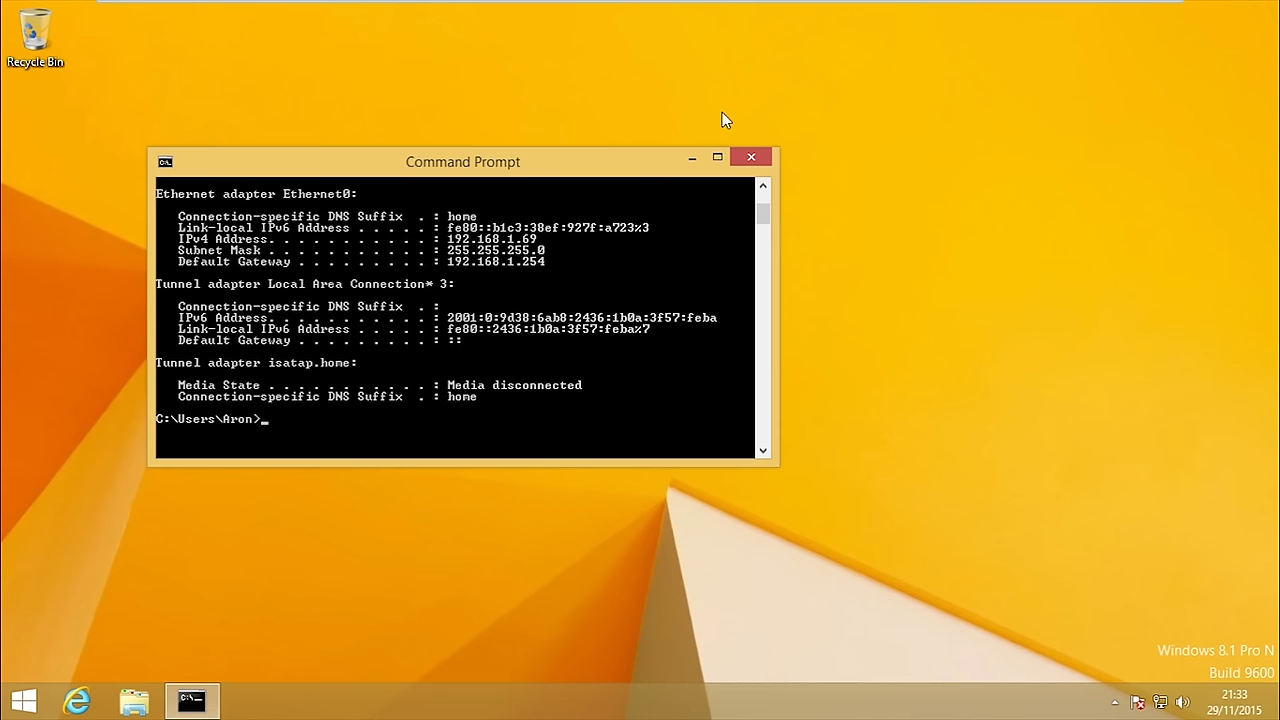 Recycle Bin
Command Prompt
Ethernet adapter Ethernet0:
Connection-specific DNS Suffix . : home
Link-local IPv6 Address . . . . . : fe80::b1c3:38ef:927f:a723%3
IPv4 Address. . . . . . . . . . . : 192.168.1.69
Subnet Mask . . . . . . . . . . . : 255.255.255.0
Default Gateway . . . . . . . . . : 192.168.1.254
Tunnel adapter Local Area Connection* 3:
Connection-specific DNS Suffix . :
IPv6 Address. . . . . . . . . . . : 2001:0:9d38:6ab8:2436:1b0a:3f57:feba
Link-local IPv6 Address . . . . . : fe80::2436:1b0a:3f57:feba%7
Default Gateway . . . . . . . . . : ::
Tunnel adapter isatap.home:
Media State . . . . . . . . . . . : Media disconnected
Connection-specific DNS Suffix . : home
C:\Users\Aron>_
Windows 8.1 Pro N
Build 9600
21:33
29/11/2015